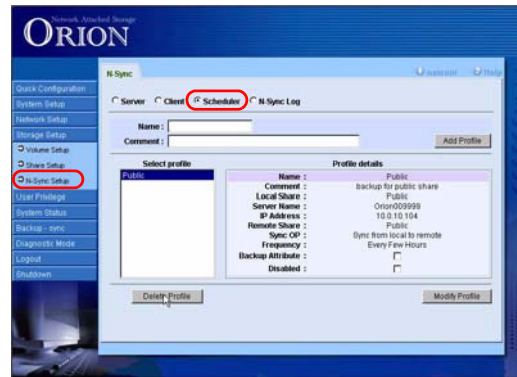 Network Attached Storage
ORION
N-Sync
Support
Help
Quick Configuration
System Setup
Network Setup
Storage Setup
Volume Setup
Share Setup
N-Sync Setup
User Privilege
System Status
Backup - sync
Diagnostic Mode
Logout
Shutdown
Server Client Scheduler N-Sync Log
Name :
Comment :
Add Profile
Select profile
Public
Profile details
Name : Public
Comment : backup for public share
Local Share : Public
Server Name : Orion009999
IP Address : 10.0.10.104
Remote Share : Public
Sync OP : Sync from local to remote
Frequency : Every Few Hours
Backup Attribute :
Disabled :
Delete Profile
Modify Profile